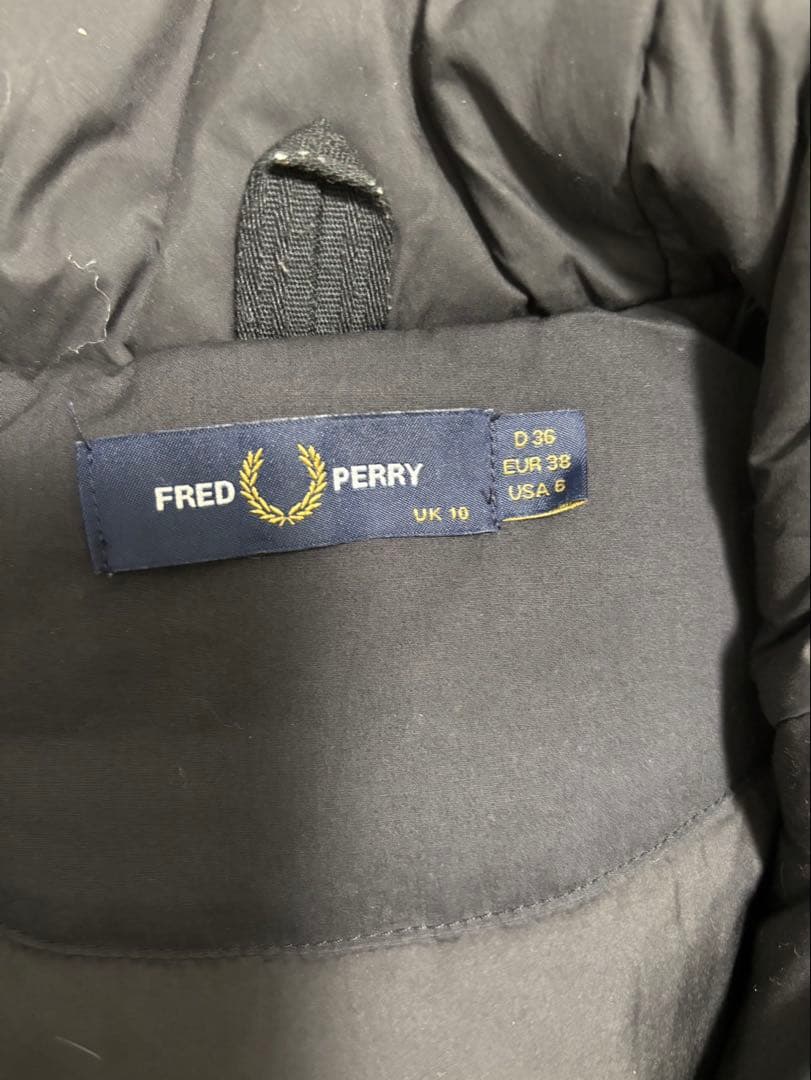 FRED PERRY
UK 10
D 36
EUR 38
USA 6